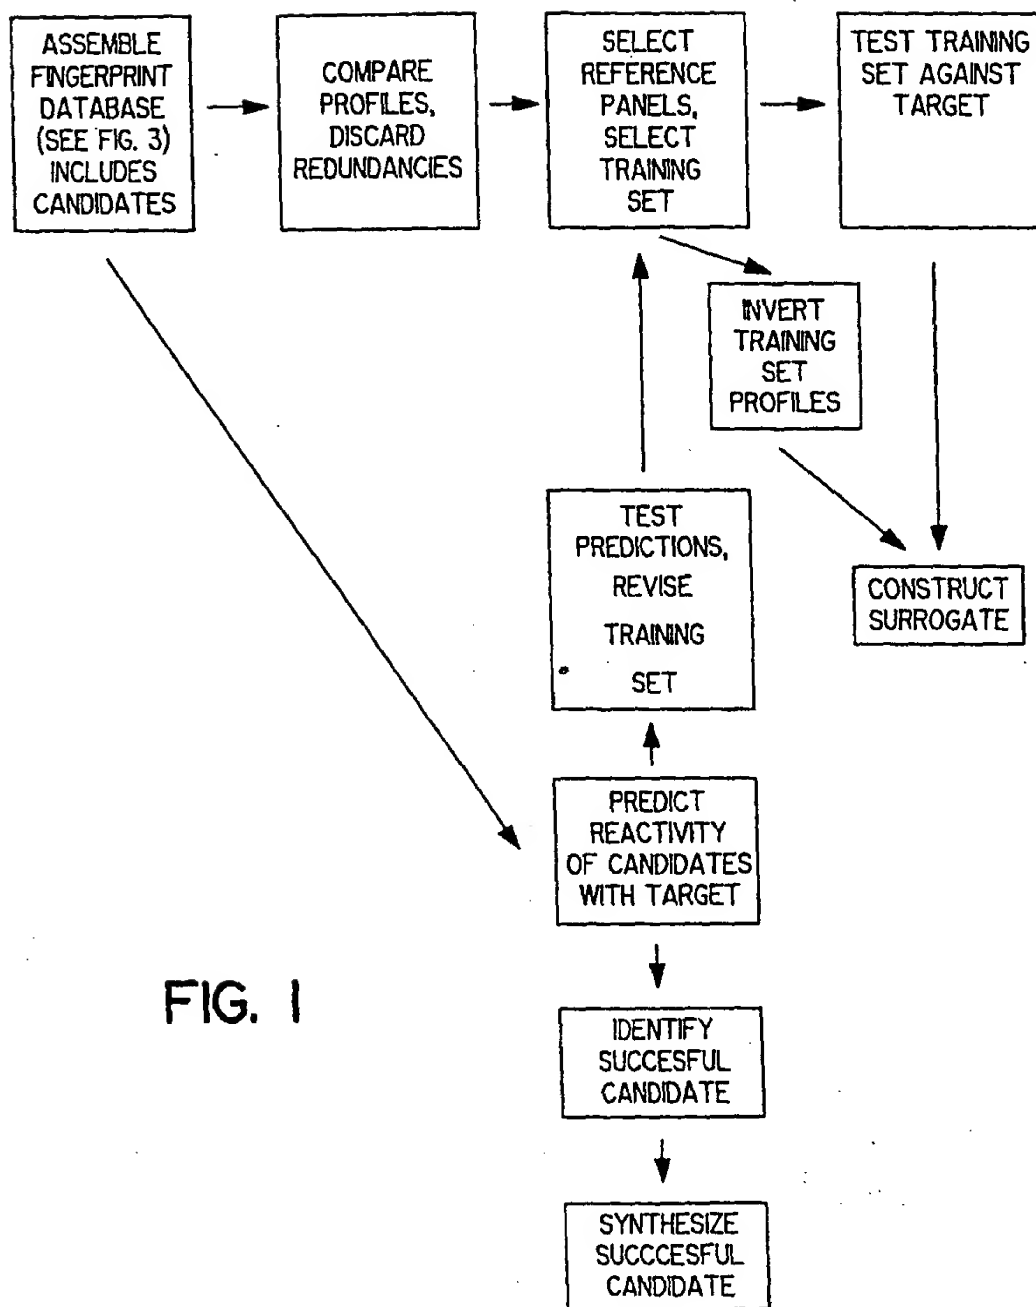 ASSEMBLE
FINGERPRINT
DATABASE
(SEE FIG. 3)
INCLUDES
CANDIDATES
COMPARE
PROFILES,
DISCARD
REDUNDANCIES
SELECT
REFERENCE
PANELS,
SELECT
TRAINING
SET
TEST TRAINING
SET AGAINST
TARGET
INVERT
TRAINING
SET
PROFILES
TEST
PREDICTIONS,
REVISE
TRAINING
SET
CONSTRUCT
SURROGATE
PREDICT
REACTIVITY
OF CANDIDATES
WITH TARGET
FIG. 1
IDENTIFY
SUCCESFUL
CANDIDATE
SYNTHESIZE
SUCCCESFUL
CANDIDATE